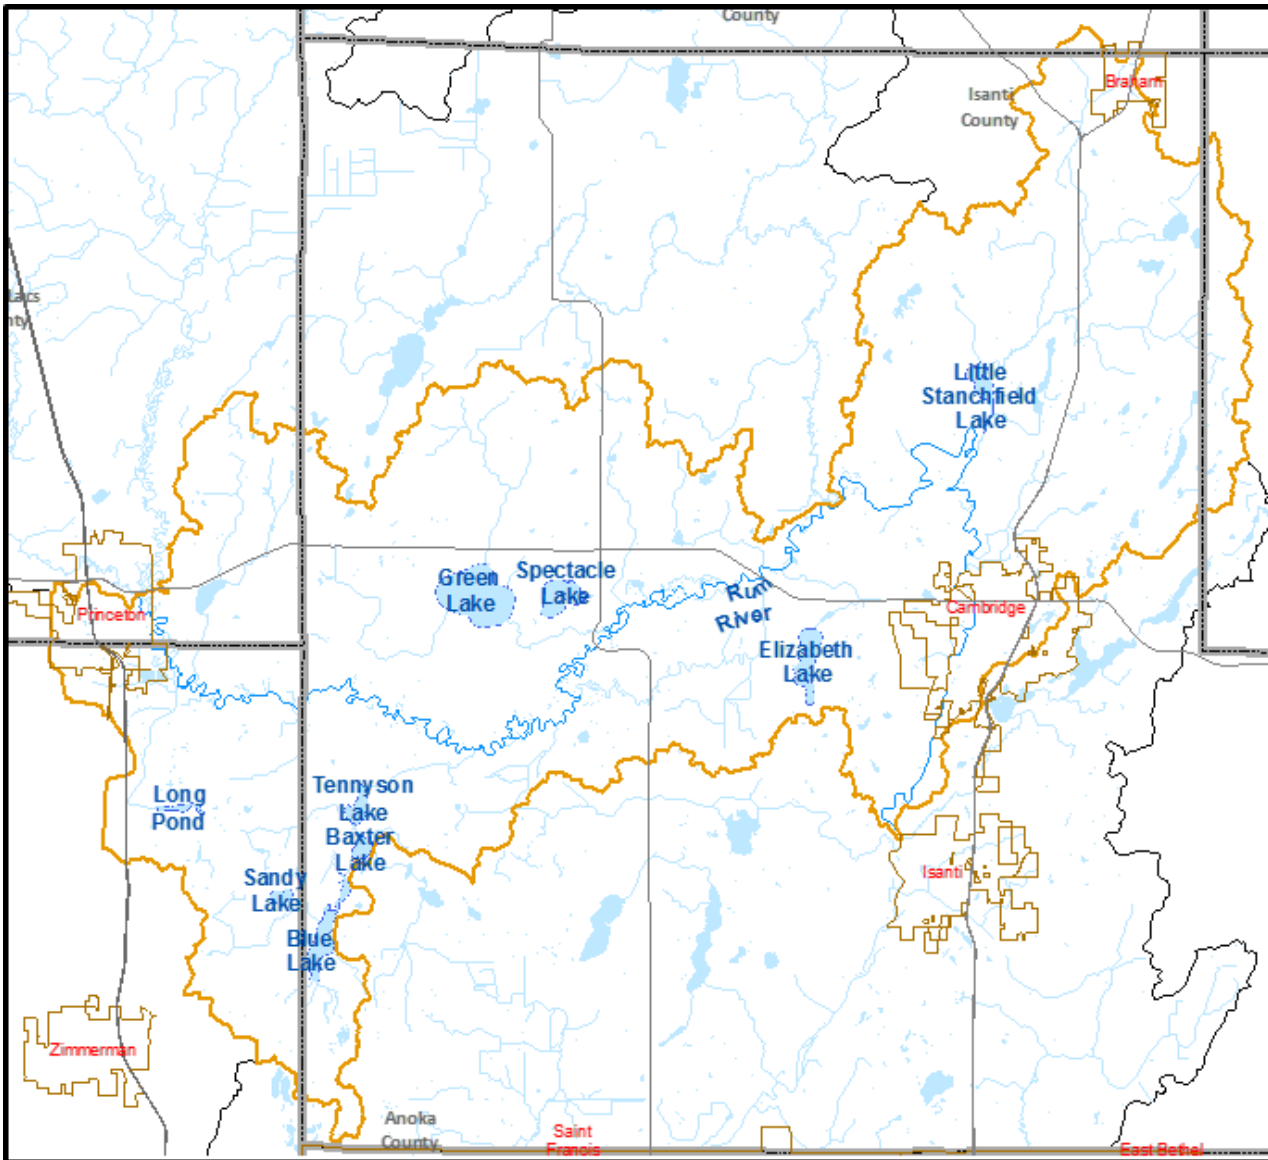 County
Braham
Isanti
County
Little
Stanchfield
Lake
Green
Lake
Spectacle
Lake
Rum
River
Princeton
Cambridge
Elizabeth
Lake
Long
Pond
Tennyson
Lake
Baxter
Lake
Sandy
Lake
Blue
Lake
Isanti
Zimmerman
Anoka
County
Saint
Francis
East Bethel